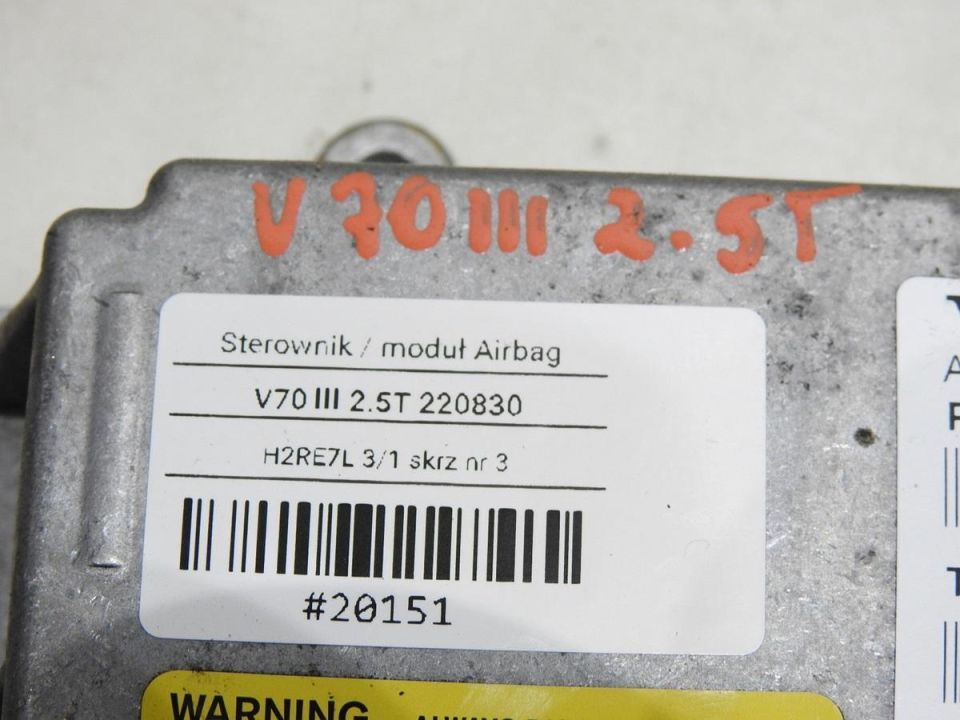 V70 III 2.5T
Sterownik / moduł Airbag
V70 III 2.5T 220830
H2RE7L 3/1 skrz nr 3
#20151
WARNING